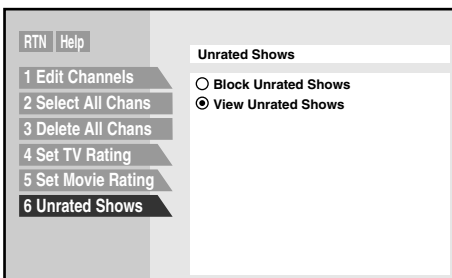 RTN Help
1 Edit Channels
2 Select All Chans
3 Delete All Chans
4 Set TV Rating
5 Set Movie Rating
6 Unrated Shows
Unrated Shows
Block Unrated Shows
View Unrated Shows